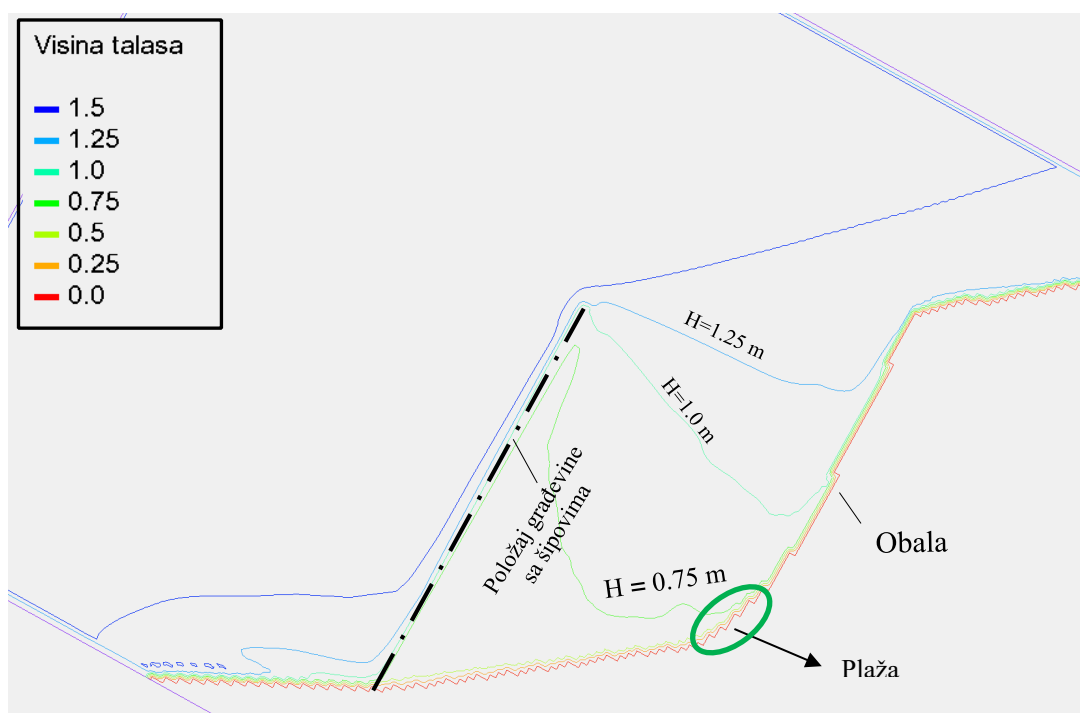 Visina talasa
1.5
1.25
1.0
0.75
0.5
0.25
0.0
H=1.25 m
H=1.0 m
Položaj građevine
sa šipovima
Obala
H = 0.75 m
Plaža